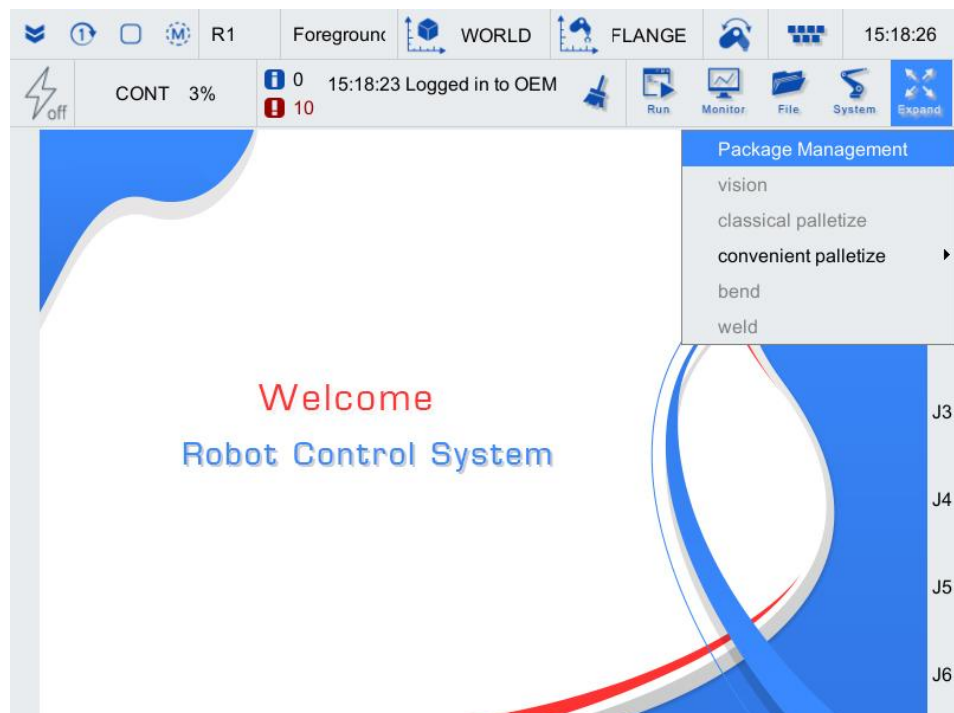 1 M R1 Foregrounc WORLD FLANGE 15:18:26
off CONT 3% i 0 15:18:23 Logged in to OEM Run Monitor File System Expand
! 10
Package Management
vision
classical palletize
convenient palletize
bend
weld
J3
Welcome
Robot Control System
J4
J5
J6